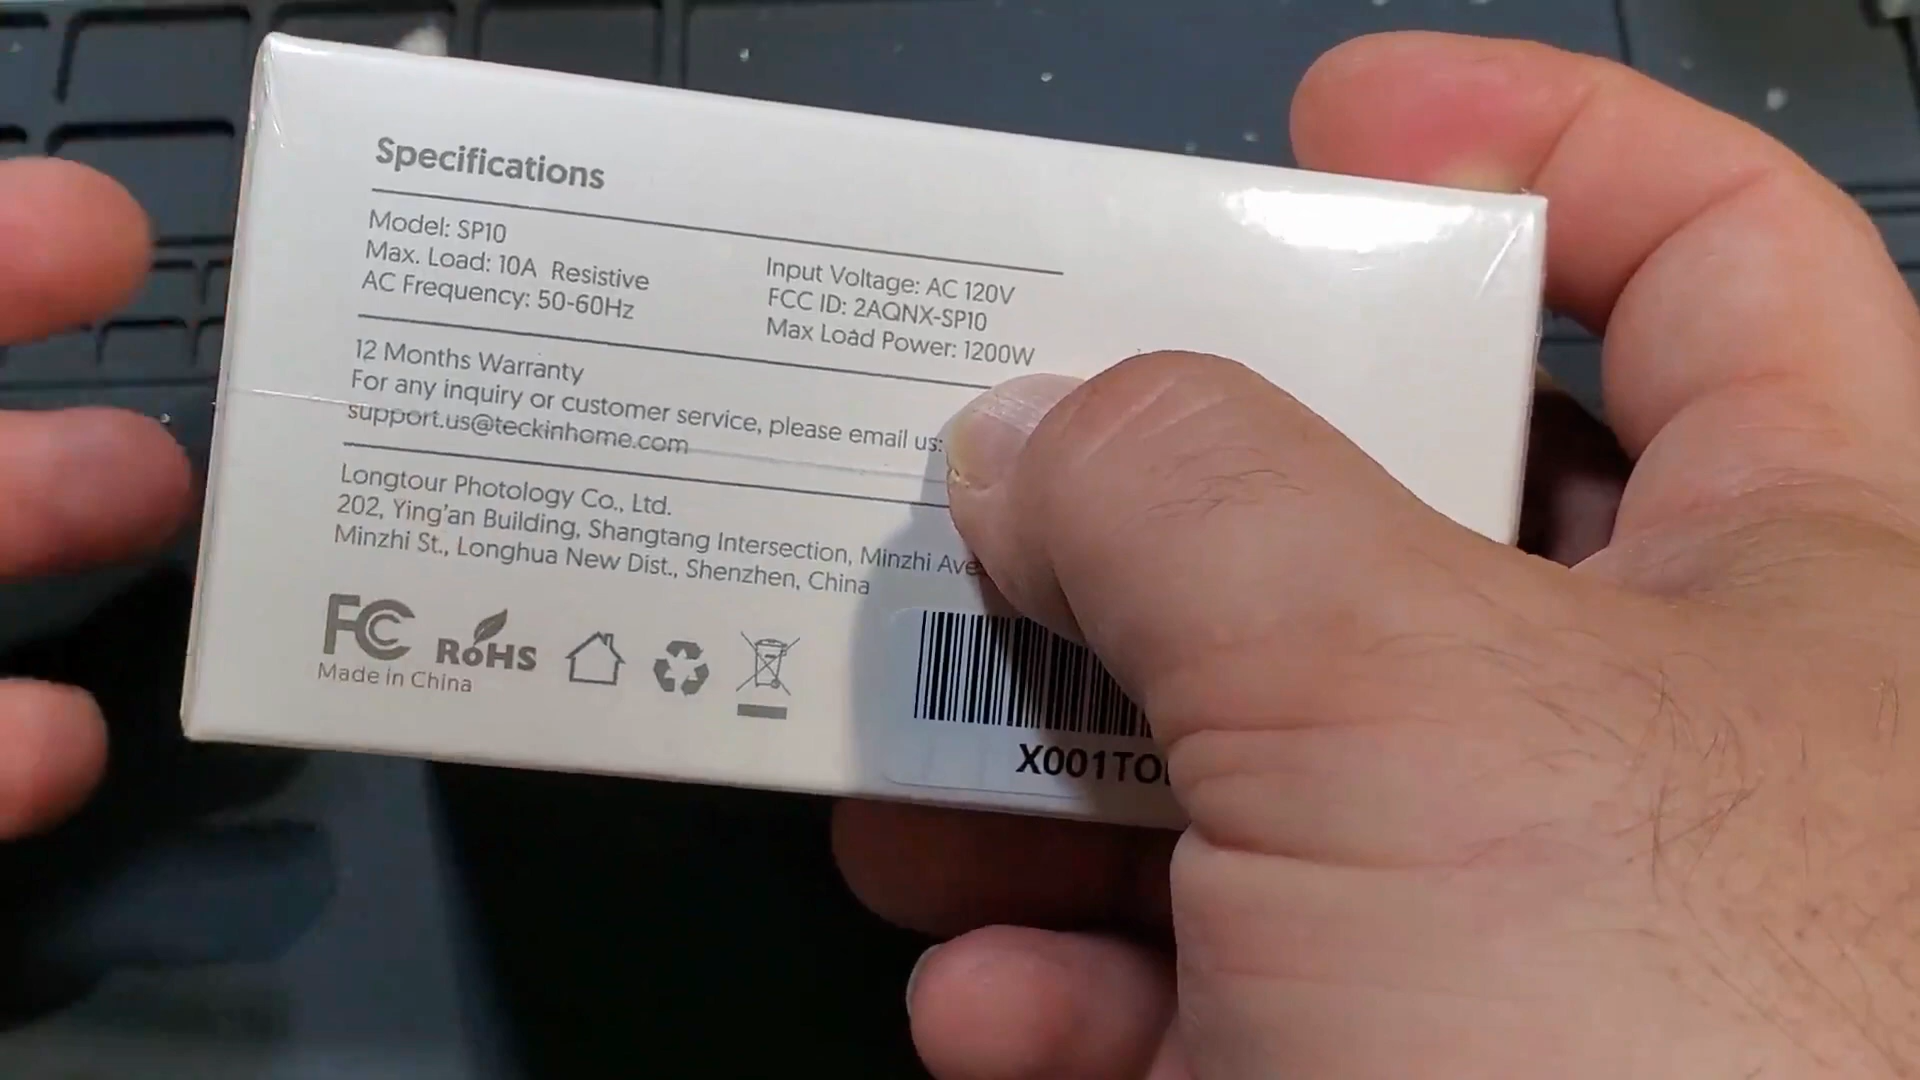 Specifications
Model: SP10
Max. Load: 10A Resistive
AC Frequency: 50-60Hz
Input Voltage: AC 120V
FCC ID: 2AQNX-SP10
Max Load Power: 1200W
12 Months Warranty
For any inquiry or customer service, please email us:
support.us@teckinhome.com
Longtour Photology Co., Ltd.
202, Ying'an Building, Shangtang Intersection, Minzhi Ave
Minzhi St., Longhua New Dist., Shenzhen, China
FC RoHS
Made in China